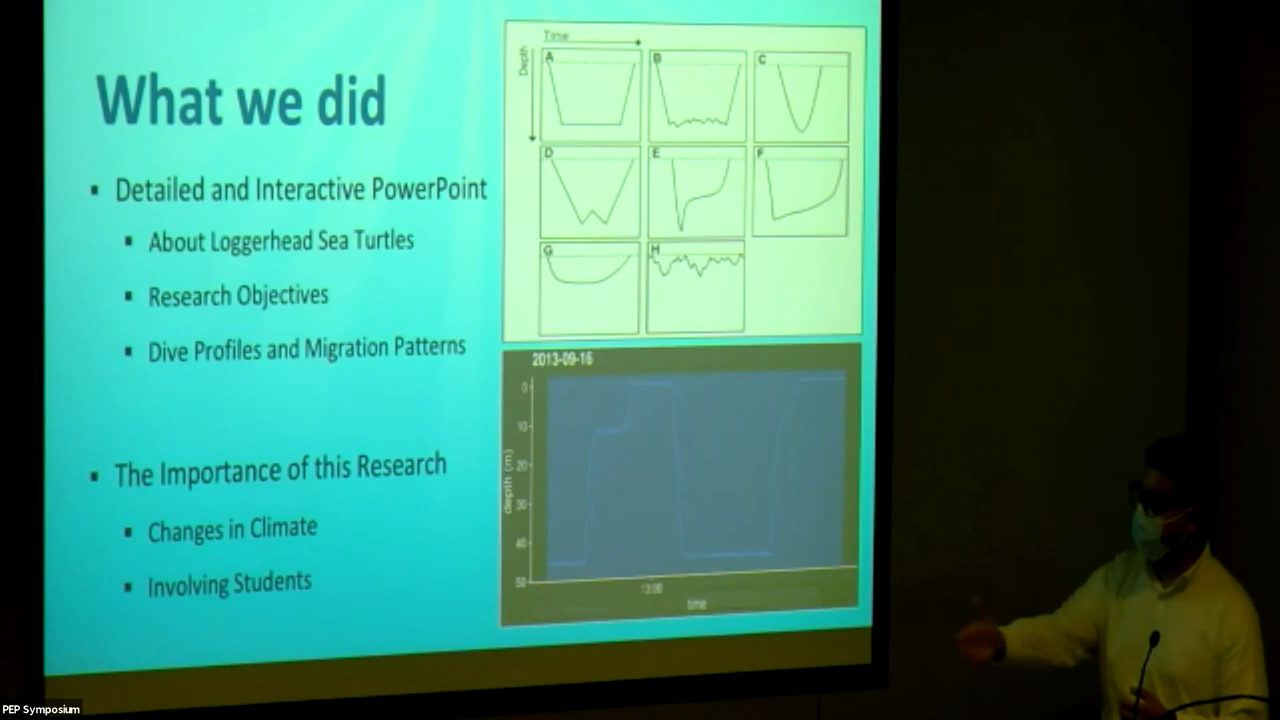 What we did
▪ Detailed and Interactive PowerPoint
▪ About Loggerhead Sea Turtles
▪ Research Objectives
▪ Dive Profiles and Migration Patterns
▪ The Importance of this Research
▪ Changes in Climate
▪ Involving Students
Time
Depth
A B C
D E F
G H
2013-09-16
0
10
20
30
40
50
depth (m)
13:00
time
PEP Symposium